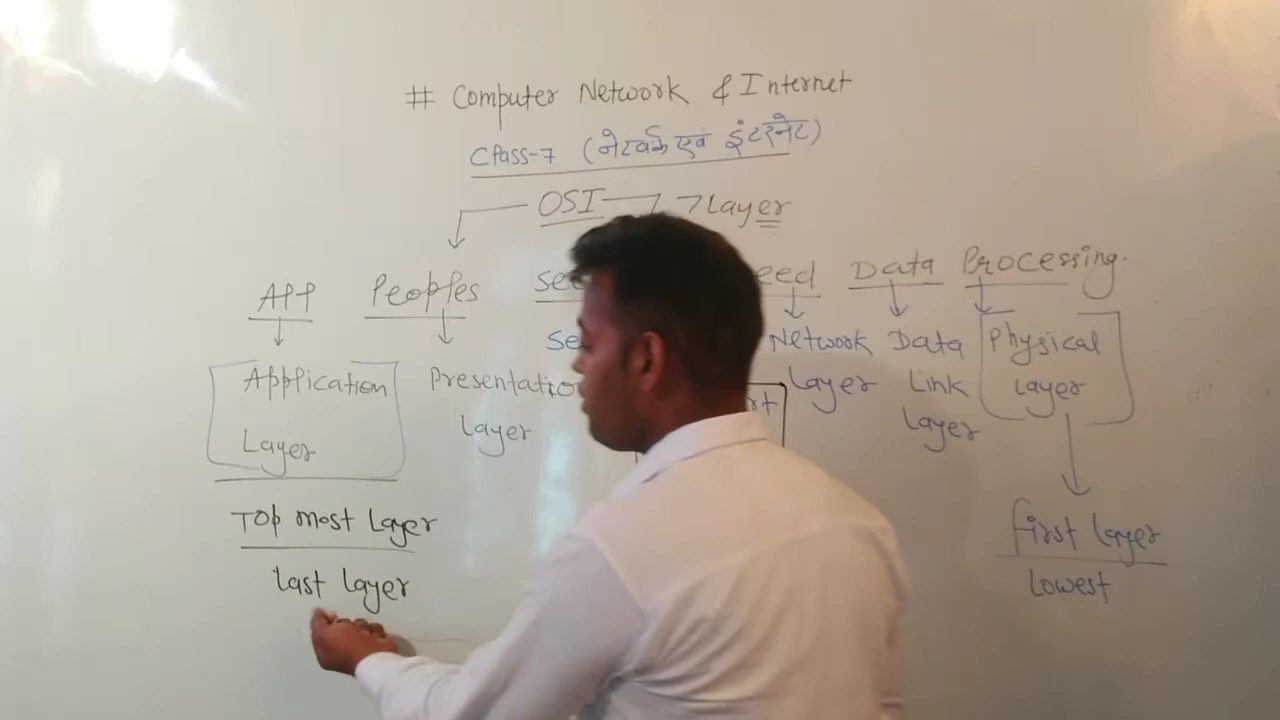 # Computer Network & Internet
Class-7 (नेटवर्क एवं इंटरनेट)
OSI 7 Layer
APP Peoples Data Processing.
Application Layer
Presentation Layer
Network Layer
Data Link Layer
Physical Layer
Top most Layer
Last layer
first layer
Lowest